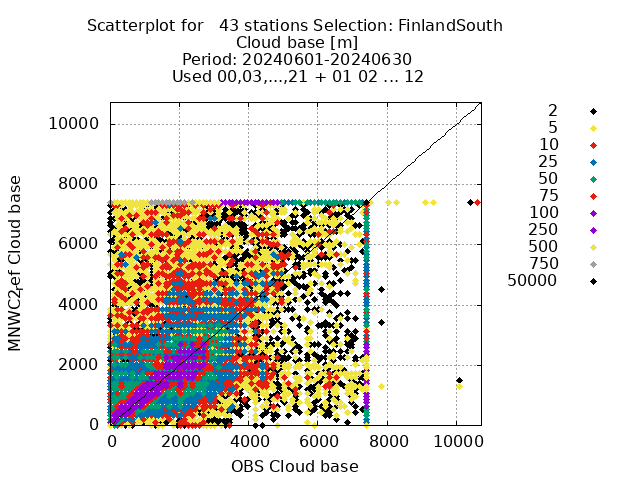 Scatterplot for   43 stations Selection: FinlandSouth
Cloud base [m]
Period: 20240601-20240630
Used 00,03,...,21 + 01 02 ... 12
MNWC2,ef Cloud base
10000
8000
6000
4000
2000
0
0 2000 4000 6000 8000 10000
OBS Cloud base
2
5
10
25
50
75
100
250
500
750
50000